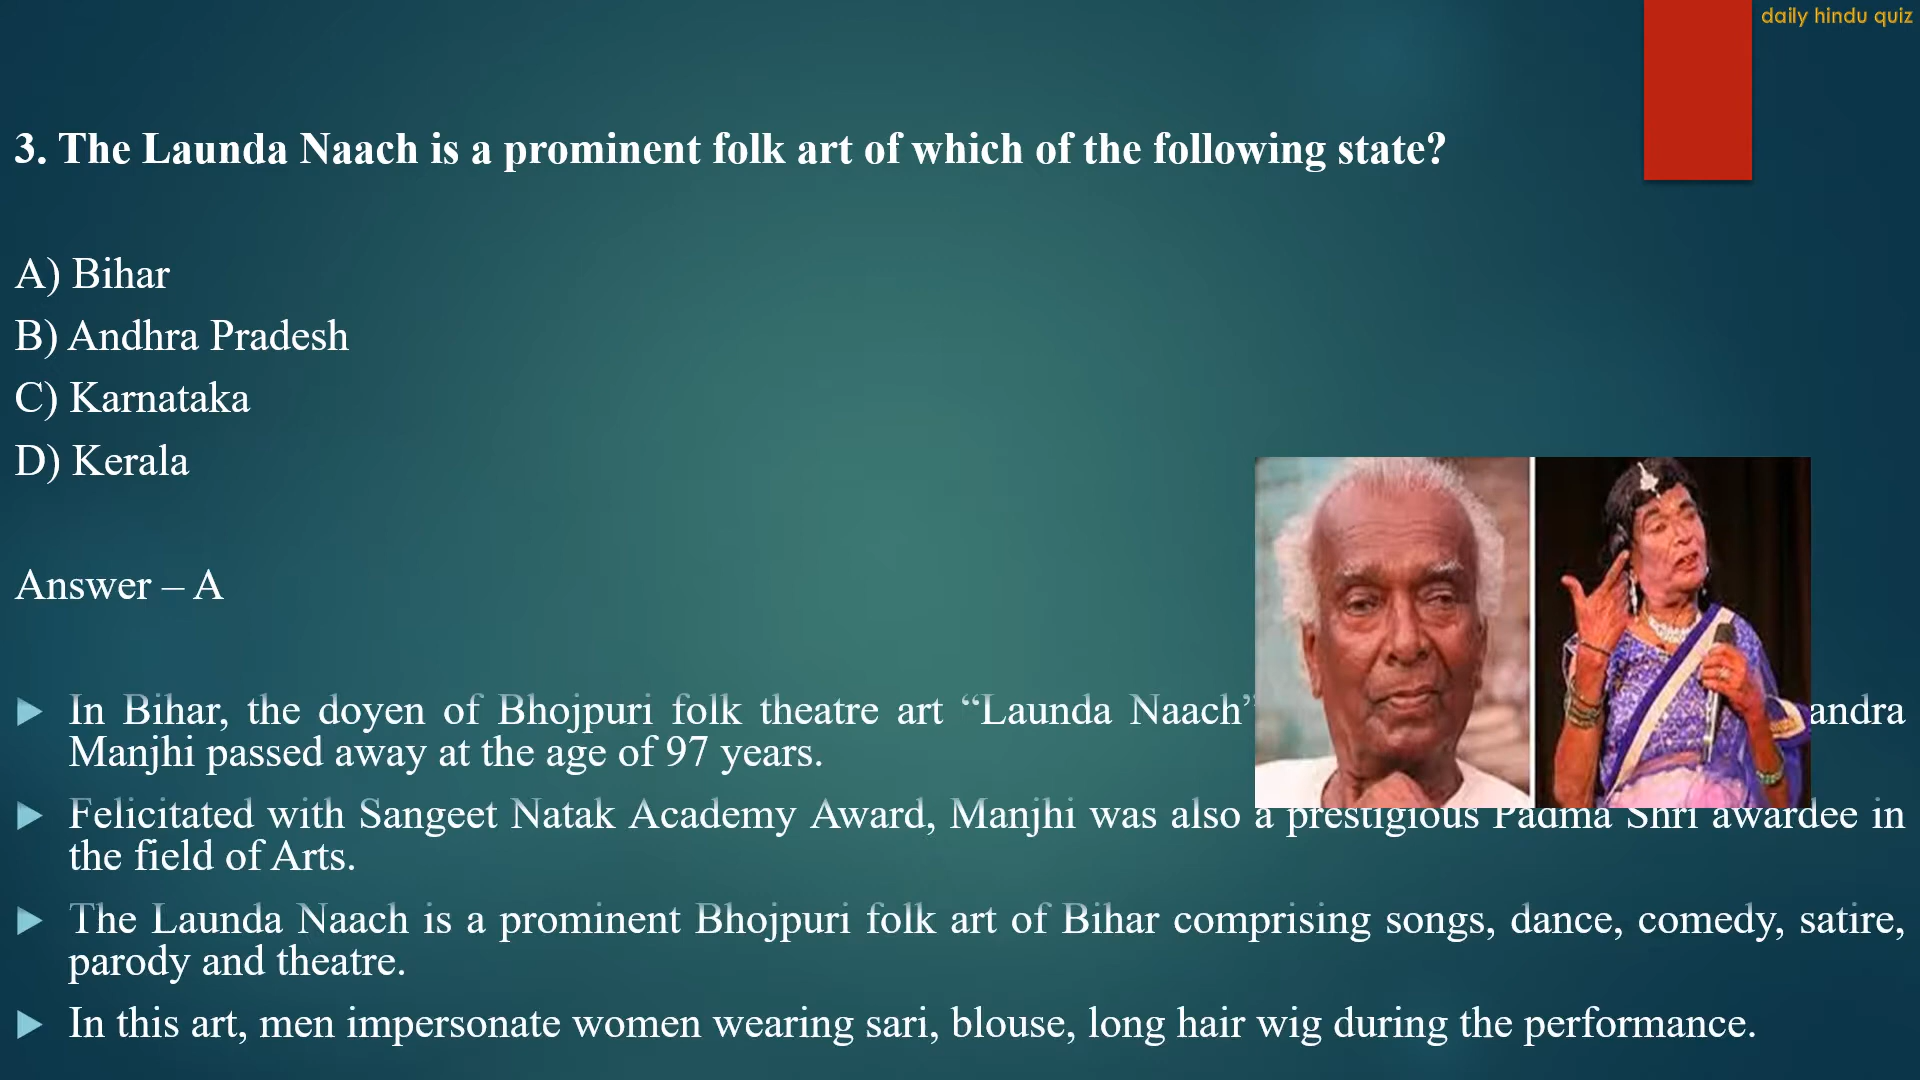 daily hindu quiz
3. The Launda Naach is a prominent folk art of which of the following state?
A) Bihar
B) Andhra Pradesh
C) Karnataka
D) Kerala
Answer – A
In Bihar, the doyen of Bhojpuri folk theatre art “Launda Naach” andra
Manjhi passed away at the age of 97 years.
Felicitated with Sangeet Natak Academy Award, Manjhi was also a prestigious Padma Shri awardee in
the field of Arts.
The Launda Naach is a prominent Bhojpuri folk art of Bihar comprising songs, dance, comedy, satire,
parody and theatre.
In this art, men impersonate women wearing sari, blouse, long hair wig during the performance.